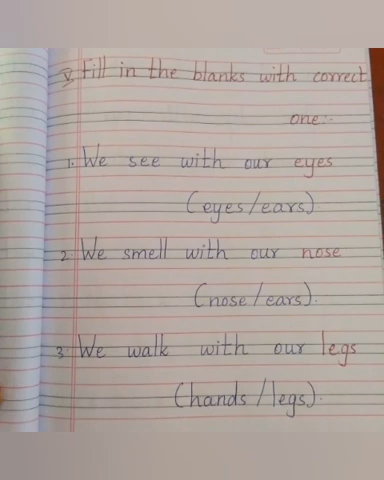 V Fill in the blanks with correct
one:-
1. We see with our eyes
(eyes/ears)
2. We smell with our nose
(nose/ears).
3. We walk with our legs
(hands/legs).